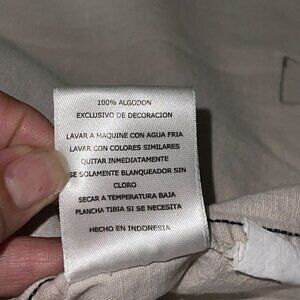 100% ALGODON
EXCLUSIVO DE DECORACION
LAVAR A MAQUINE CON AGUA FRIA
LAVAR CON COLORES SIMILARES
QUITAR INMEDIATAMENTE
SE SOLAMENTE BLANQUEADOR SIN
CLORO
SECAR A TEMPERATURA BAJA
PLANCHA TIBIA SI SE NECESITA
HECHO EN INDONESIA